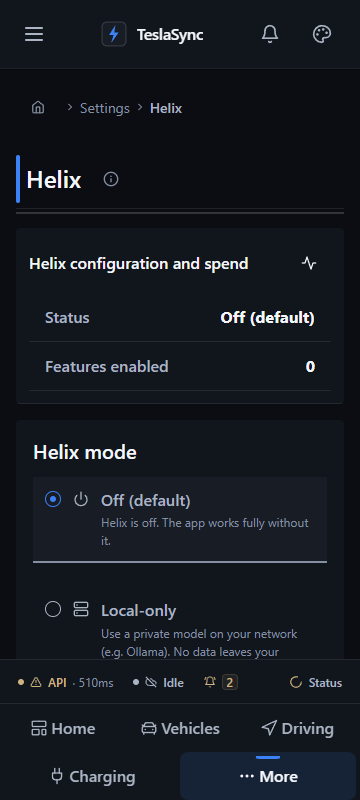 TeslaSync
Settings > Helix
Helix
Helix configuration and spend
Status Off (default)
Features enabled 0
Helix mode
Off (default)
Helix is off. The app works fully without
it.
Local-only
Use a private model on your network
(e.g. Ollama). No data leaves your
API · 510ms Idle 2 Status
Home Vehicles Driving
Charging ··· More